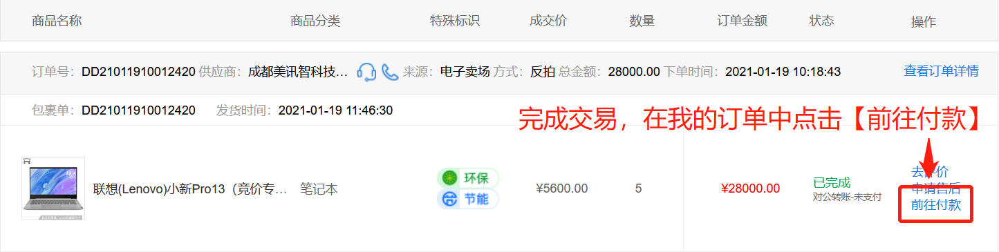 商品名称 商品分类 特殊标识 成交价 数量 订单金额 状态 操作
订单号：DD21011910012420 供应商：成都美讯智科技… 来源：电子卖场 方式：反拍 总金额：28000.00 下单时间：2021-01-19 10:18:43 查看订单详情
包裹单：DD21011910012420 发货时间：2021-01-19 11:46:30
完成交易，在我的订单中点击【前往付款】
去评价
环保
已完成
联想(Lenovo)小新Pro13（竞价专… 笔记本 ¥5600.00 5 ¥28000.00 申请售后
节能
对公转账-未支付
前往付款